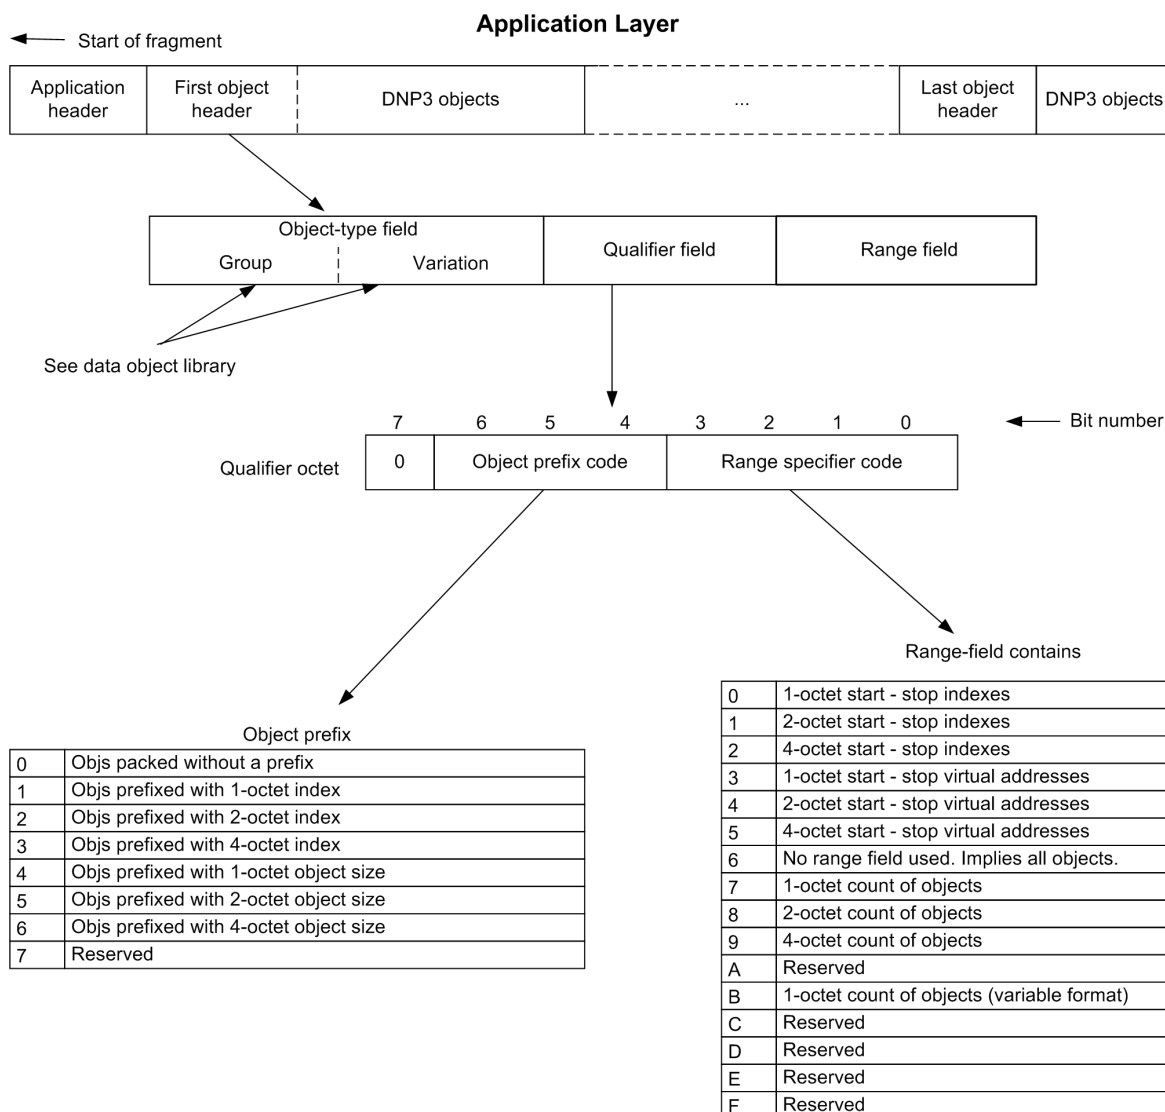 Application Layer
Start of fragment
Application header
First object header
DNP3 objects
...
Last object header
DNP3 objects
Object-type field
Group
Variation
Qualifier field
Range field
See data object library
7 6 5 4 3 2 1 0
Bit number
Qualifier octet
0
Object prefix code
Range specifier code
Object prefix
0 Objs packed without a prefix
1 Objs prefixed with 1-octet index
2 Objs prefixed with 2-octet index
3 Objs prefixed with 4-octet index
4 Objs prefixed with 1-octet object size
5 Objs prefixed with 2-octet object size
6 Objs prefixed with 4-octet object size
7 Reserved
Range-field contains
0 1-octet start - stop indexes
1 2-octet start - stop indexes
2 4-octet start - stop indexes
3 1-octet start - stop virtual addresses
4 2-octet start - stop virtual addresses
5 4-octet start - stop virtual addresses
6 No range field used. Implies all objects.
7 1-octet count of objects
8 2-octet count of objects
9 4-octet count of objects
A Reserved
B 1-octet count of objects (variable format)
C Reserved
D Reserved
E Reserved
F Reserved